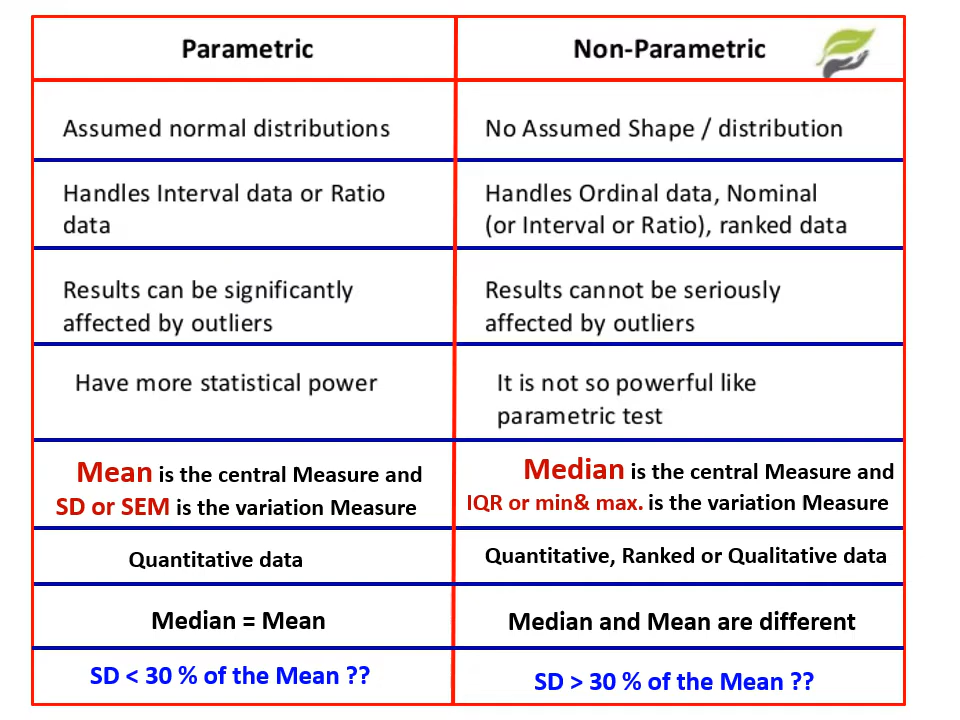 Parametric
Non-Parametric
Assumed normal distributions
No Assumed Shape / distribution
Handles Interval data or Ratio
data
Handles Ordinal data, Nominal
(or Interval or Ratio), ranked data
Results can be significantly
affected by outliers
Results cannot be seriously
affected by outliers
Have more statistical power
It is not so powerful like
parametric test
Mean is the central Measure and
SD or SEM is the variation Measure
Median is the central Measure and
IQR or min& max. is the variation Measure
Quantitative data
Quantitative, Ranked or Qualitative data
Median = Mean
Median and Mean are different
SD < 30 % of the Mean ??
SD > 30 % of the Mean ??